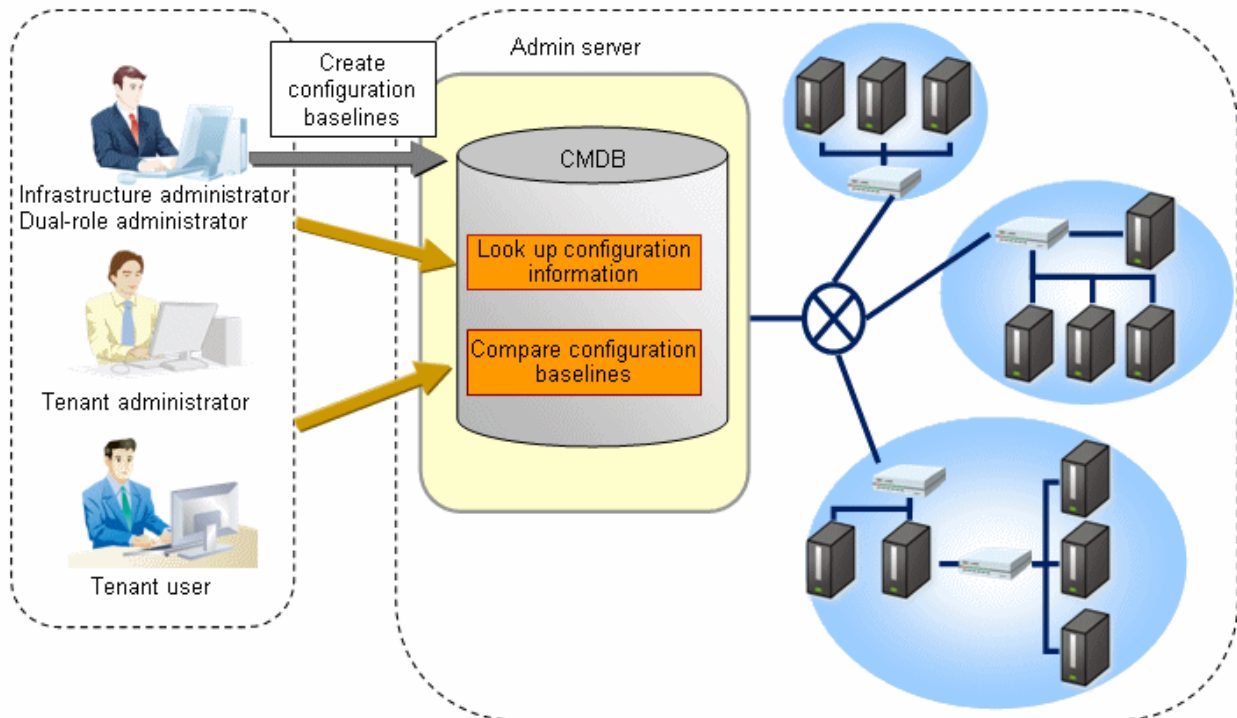 Admin server
Create
configuration
baselines
CMDB
Infrastructure administrator
Dual-role administrator
Look up configuration
information
Compare configuration
baselines
Tenant administrator
Tenant user